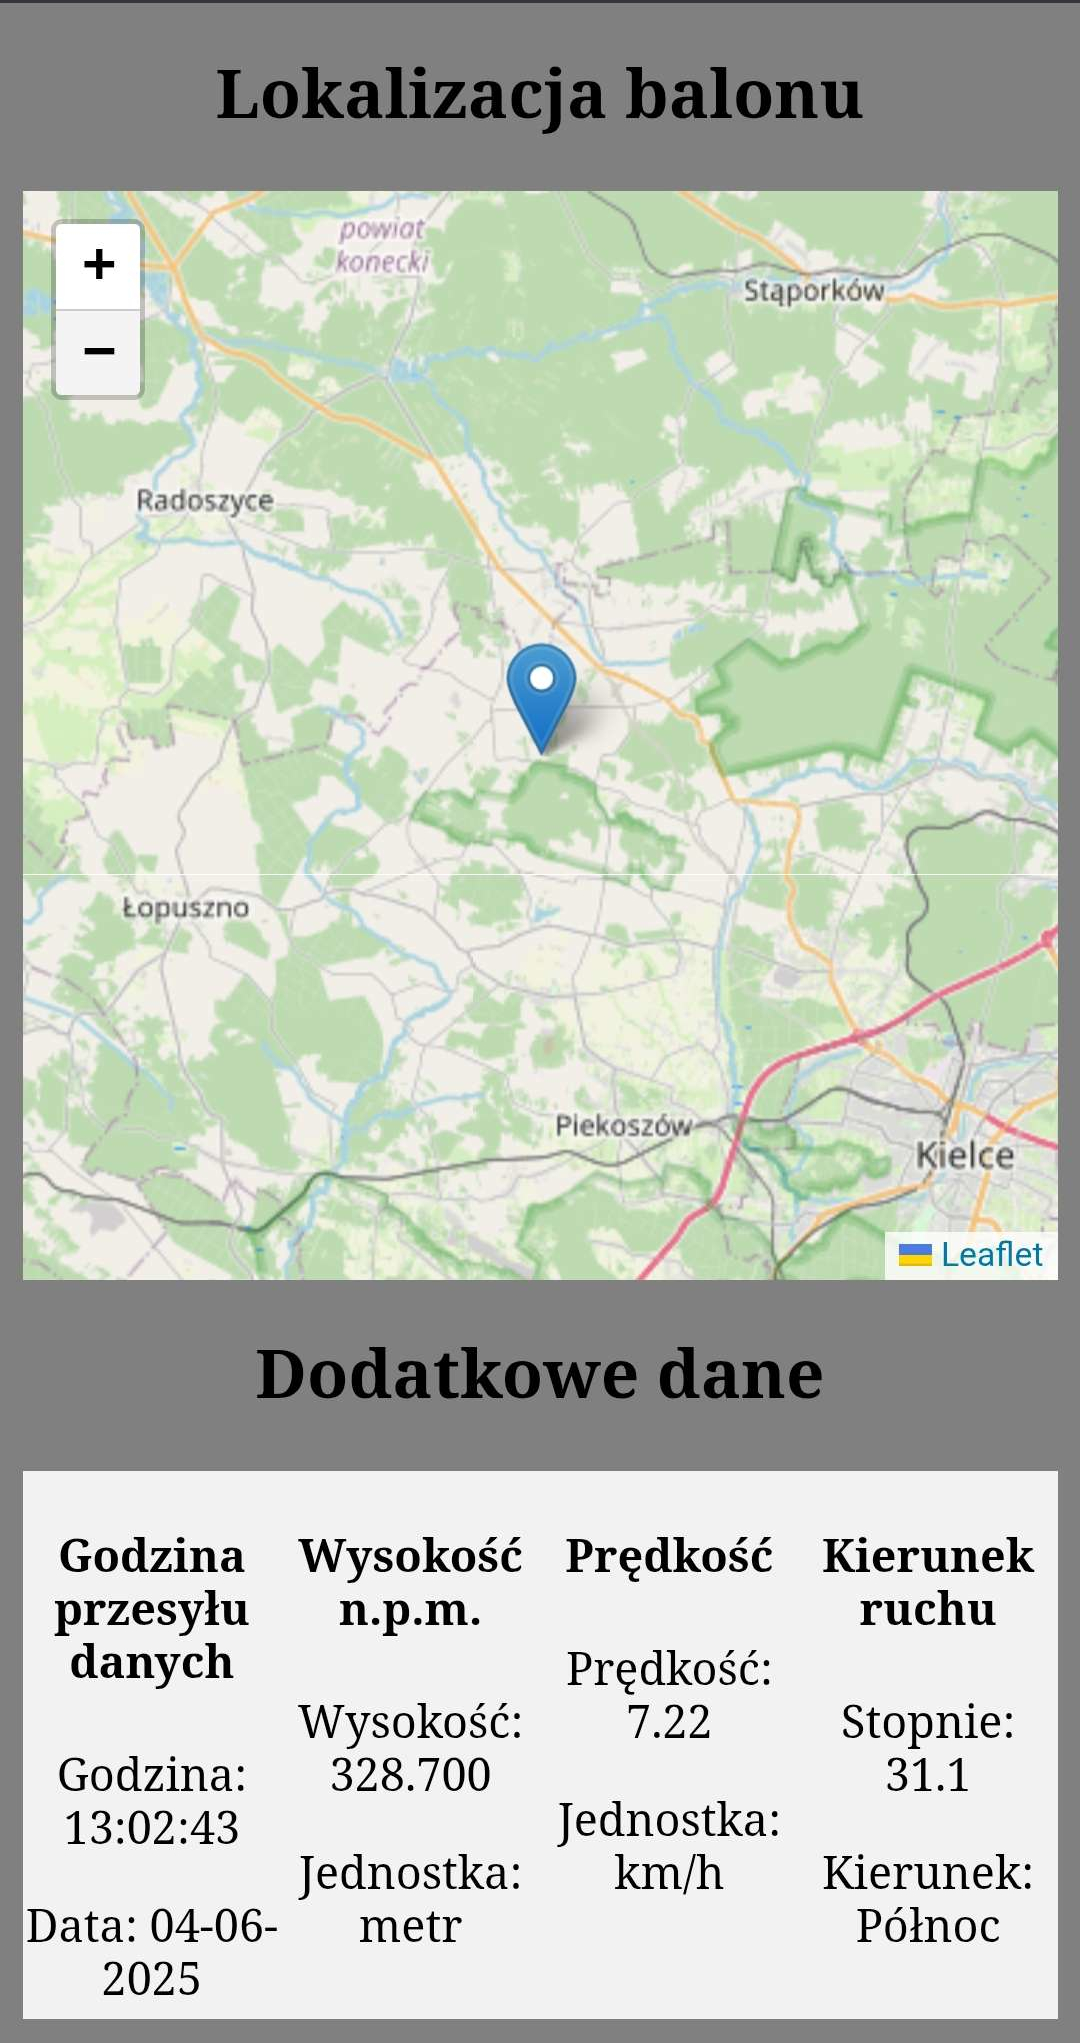 Lokalizacja balonu
+
−
powiat
konecki
Stąporków
Radoszyce
Łopuszno
Piekoszów
Kielce
Leaflet
Dodatkowe dane
Godzina
przesyłu
danych
Godzina:
13:02:43
Data: 04-06-
2025
Wysokość
n.p.m.
Wysokość:
328.700
Jednostka:
metr
Prędkość
Prędkość:
7.22
Jednostka:
km/h
Kierunek
ruchu
Stopnie:
31.1
Kierunek:
Północ